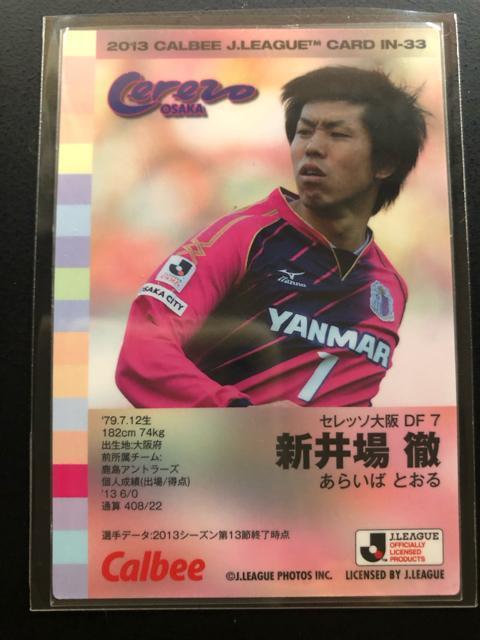 2013 CALBEE J.LEAGUE™ CARD IN-33
Cerezo
OSAKA
J.LEAGUE
OSAKA CITY
Mizuno
YANMAR
7
'79.7.12生
182cm 74kg
出生地:大阪府
前所属チーム:
鹿島アントラーズ
個人成績(出場/得点)
'13 6/0
通算 408/22
セレッソ大阪 DF 7
新井場 徹
あらいば とおる
選手データ:2013シーズン第13節終了時点
Calbee
©J.LEAGUE PHOTOS INC.
J.LEAGUE
OFFICIALLY
LICENSED
PRODUCTS
LICENSED BY J.LEAGUE